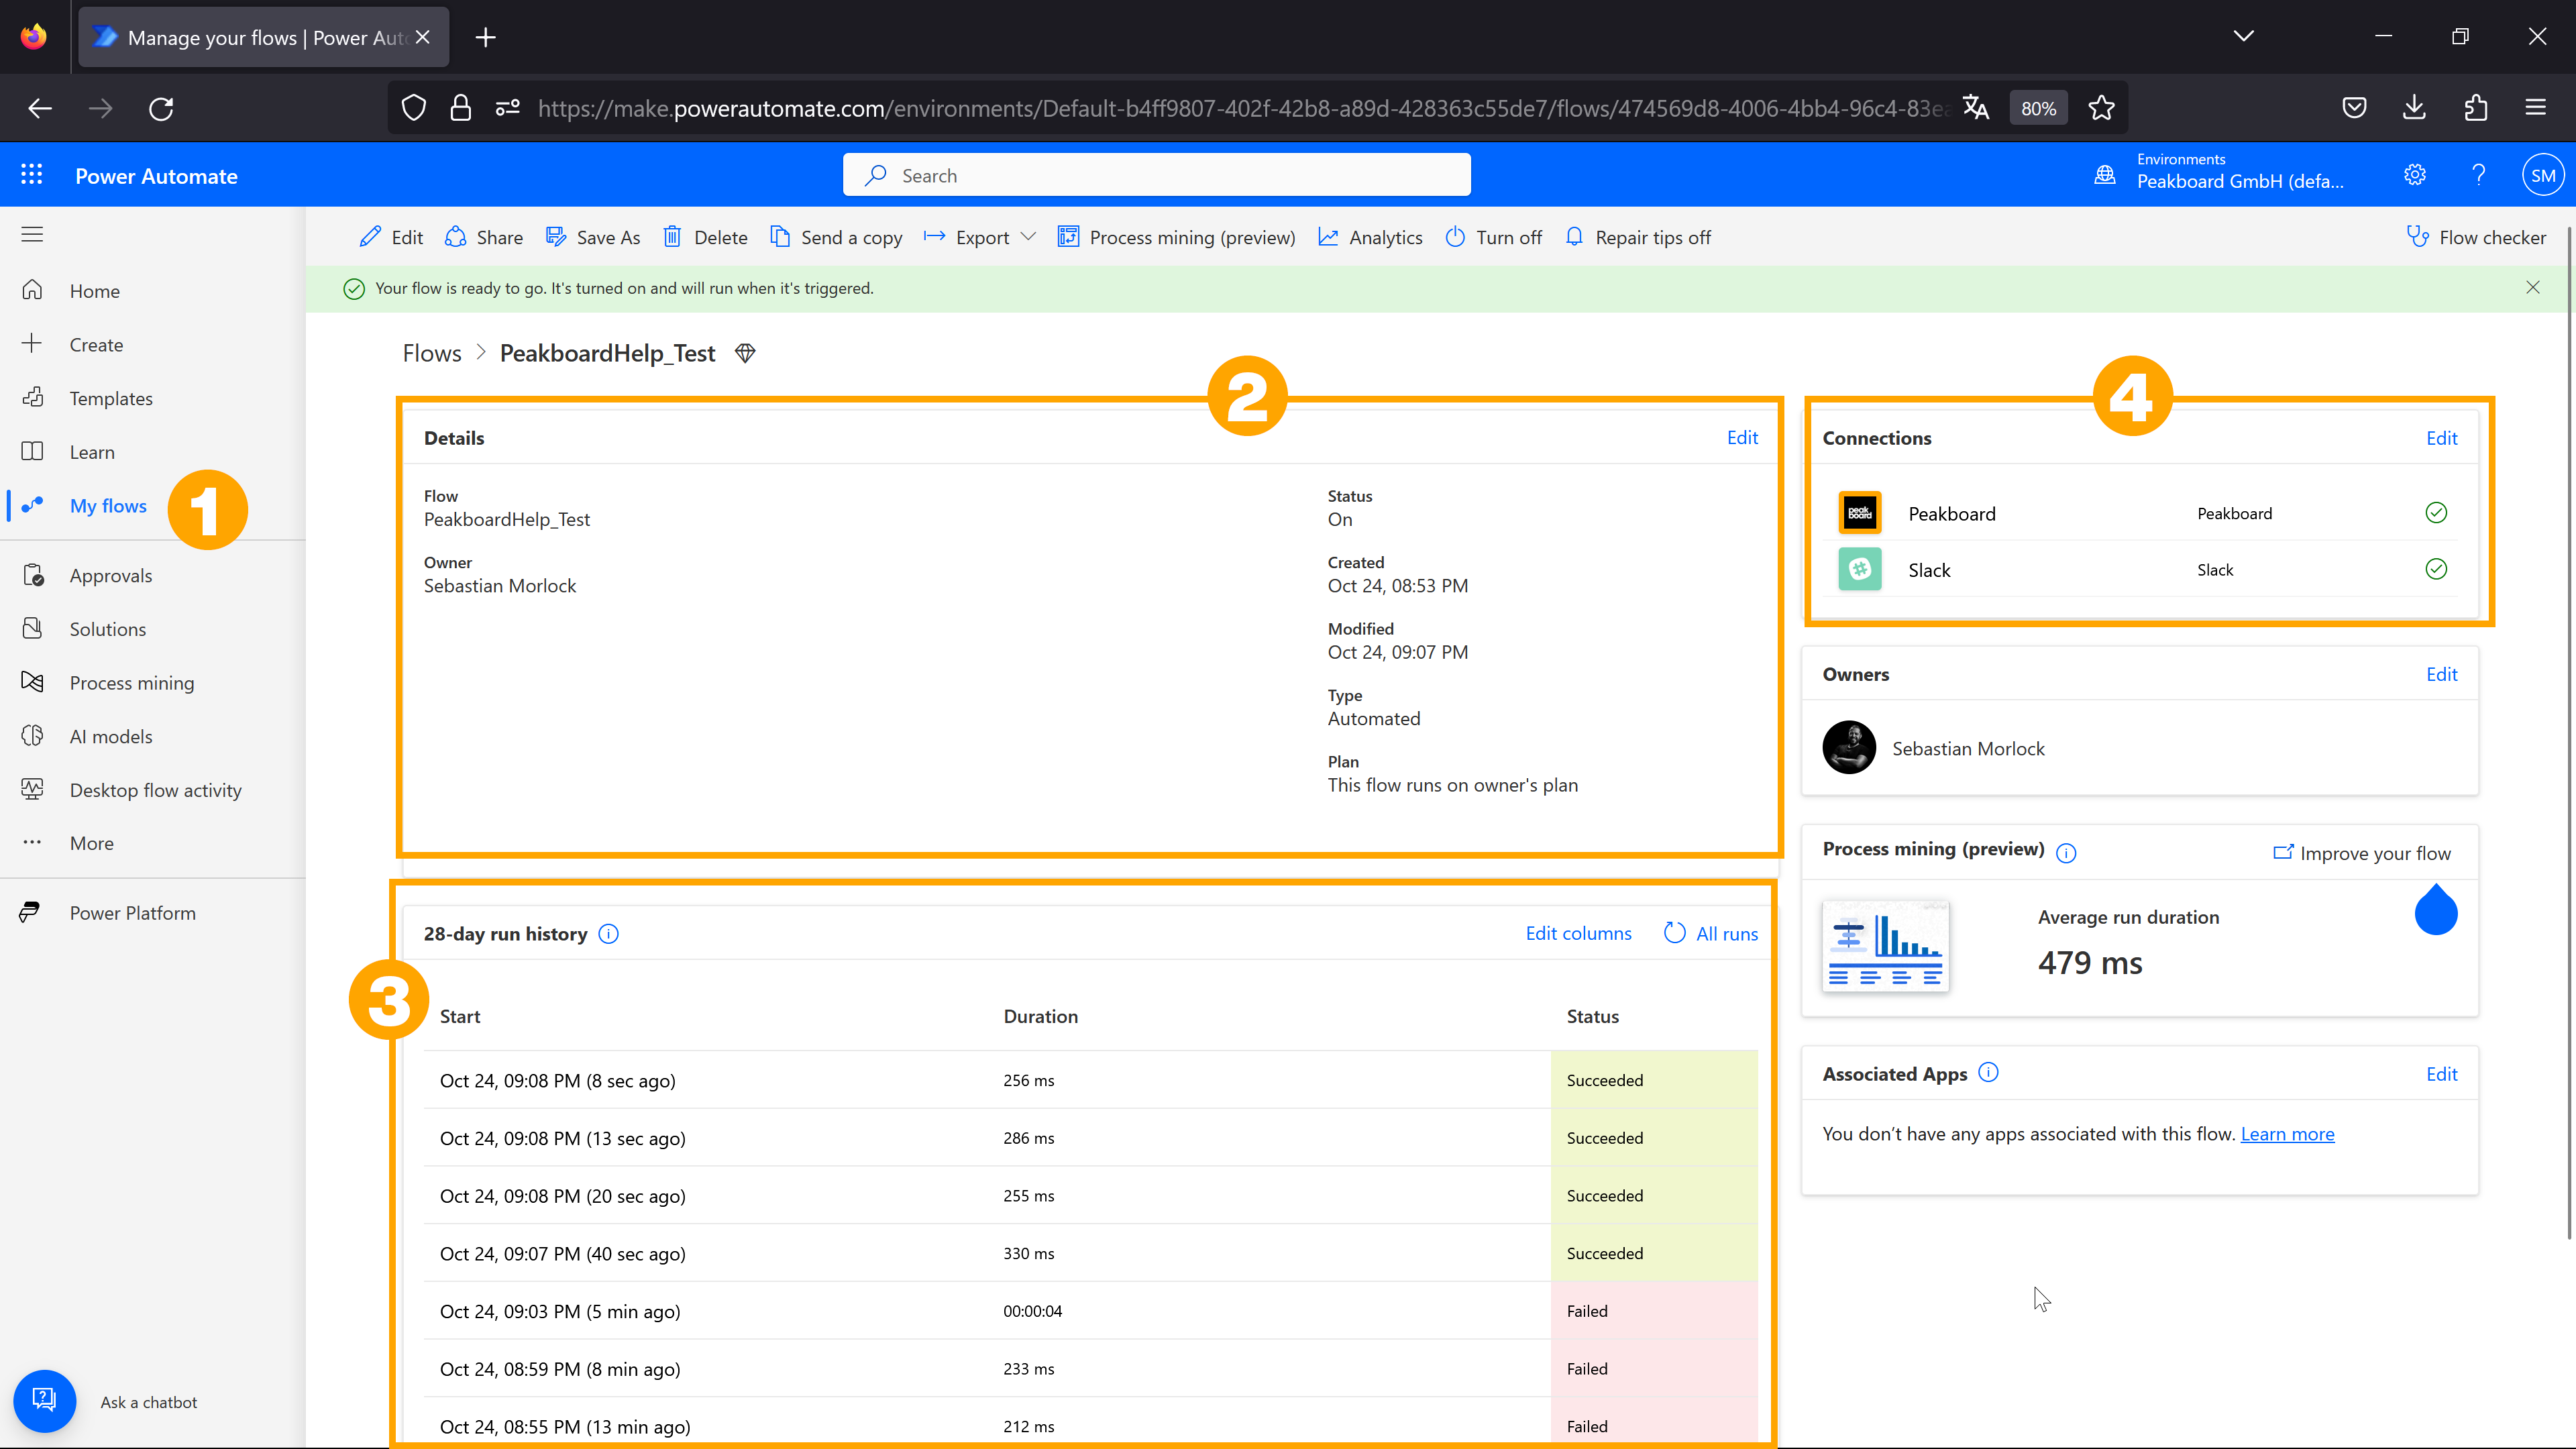 Manage your flows | Power Aut
https://make.powerautomate.com/environments/Default-b4ff9807-402f-42b8-a89d-428363c55de7/flows/474569d8-4006-4bb4-96c4-83ea
80%
Power Automate
Search
Environments
Peakboard GmbH (defa...
SM
Edit
Share
Save As
Delete
Send a copy
Export
Process mining (preview)
Analytics
Turn off
Repair tips off
Flow checker
Your flow is ready to go. It's turned on and will run when it's triggered.
Home
Create
Templates
Learn
My flows
1
Approvals
Solutions
Process mining
AI models
Desktop flow activity
More
Power Platform
Ask a chatbot
Flows > PeakboardHelp_Test
2
Details
Edit
Flow
PeakboardHelp_Test
Owner
Sebastian Morlock
Status
On
Created
Oct 24, 08:53 PM
Modified
Oct 24, 09:07 PM
Type
Automated
Plan
This flow runs on owner's plan
3
28-day run history
Edit columns
All runs
Start Duration Status
Oct 24, 09:08 PM (8 sec ago) 256 ms Succeeded
Oct 24, 09:08 PM (13 sec ago) 286 ms Succeeded
Oct 24, 09:08 PM (20 sec ago) 255 ms Succeeded
Oct 24, 09:07 PM (40 sec ago) 330 ms Succeeded
Oct 24, 09:03 PM (5 min ago) 00:00:04 Failed
Oct 24, 08:59 PM (8 min ago) 233 ms Failed
Oct 24, 08:55 PM (13 min ago) 212 ms Failed
4
Connections
Edit
peak
board
Peakboard Peakboard
Slack Slack
Owners
Edit
Sebastian Morlock
Process mining (preview)
Improve your flow
Average run duration
479 ms
Associated Apps
Edit
You don't have any apps associated with this flow. Learn more